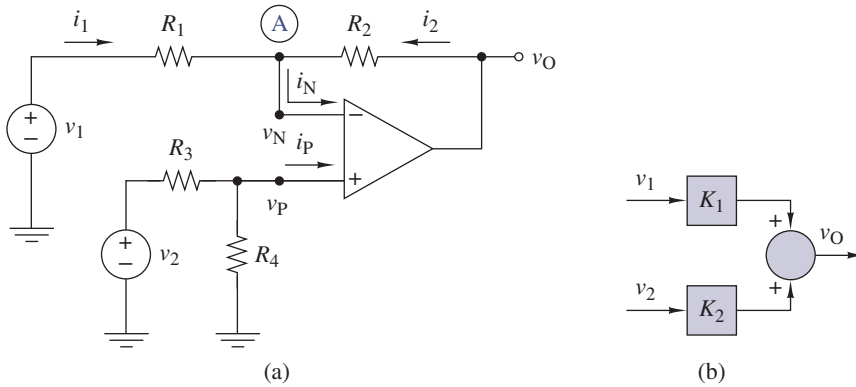 i1 R1 A R2 i2
vO
iN
+ − v1 vN −
R3 iP
+
vP
+ − v2 R4
(a)
v1 K1
+
vO
+
v2 K2
(b)